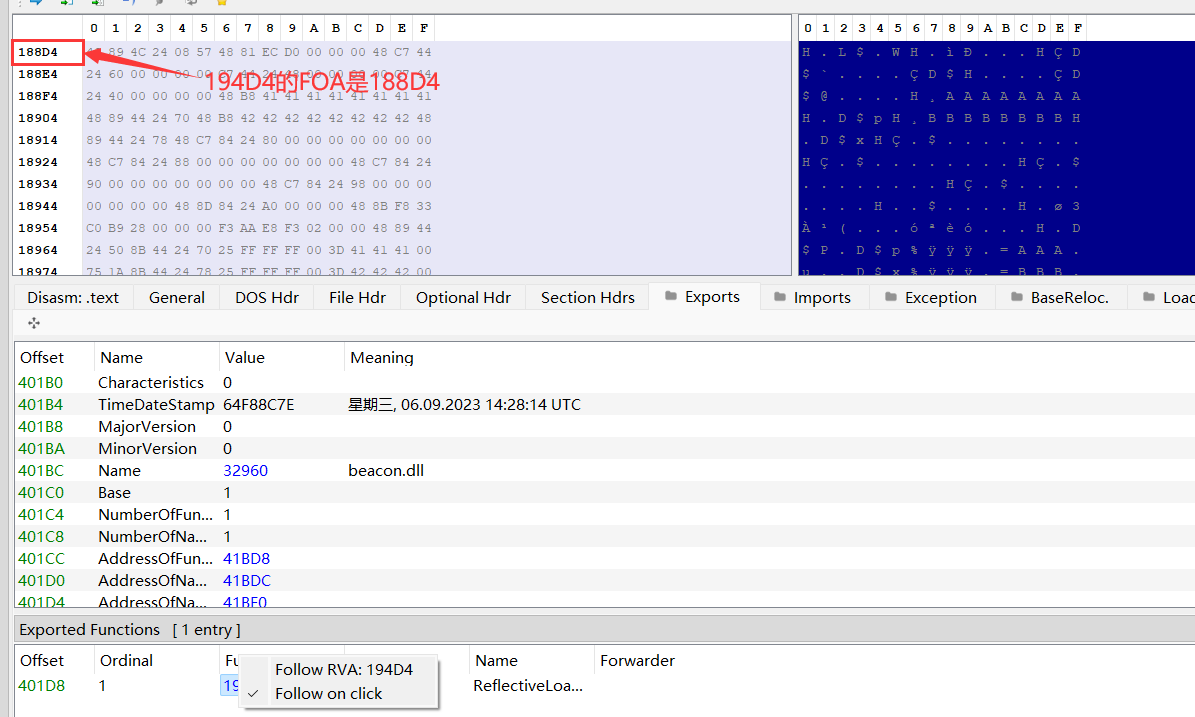 0 1 2 3 4 5 6 7 8 9 A B C D E F 0 1 2 3 4 5 6 7 8 9 A B C D E F
188D4 89 4C 24 08 57 48 81 EC D0 00 00 00 48 C7 44 H . L $ . W H . ì Ð . . . H Ç D
188E4 24 60 00 00 00 00 C7 44 24 48 00 00 00 00 C7 44 $ ` . . . . Ç D $ H . . . . Ç D
194D4的FOA是188D4
188F4 24 40 00 00 00 00 48 B8 41 41 41 41 41 41 41 41 $ @ . . . . H ¸ A A A A A A A A
18904 48 89 44 24 70 48 B8 42 42 42 42 42 42 42 42 48 H . D $ p H ¸ B B B B B B B B H
18914 89 44 24 78 48 C7 84 24 80 00 00 00 00 00 00 00 . D $ x H Ç . $ . . . . . . . .
18924 48 C7 84 24 88 00 00 00 00 00 00 00 48 C7 84 24 H Ç . $ . . . . . . . . H Ç . $
18934 90 00 00 00 00 00 00 00 48 C7 84 24 98 00 00 00 . . . . . . . . H Ç . $ . . . .
18944 00 00 00 00 48 8D 84 24 A0 00 00 00 48 8B F8 33 . . . . H . . $ . . . . H . ø 3
18954 C0 B9 28 00 00 00 F3 AA E8 F3 02 00 00 48 89 44 À ¹ ( . . . ó ª è ó . . . H . D
18964 24 50 8B 44 24 70 25 FF FF FF 00 3D 41 41 41 00 $ P . D $ p % ÿ ÿ ÿ . = A A A .
18974 75 1A 8B 44 24 78 25 FF FF FF 00 3D 42 42 42 00 u . . D $ x % ÿ ÿ ÿ . = B B B .
Disasm: .text General DOS Hdr File Hdr Optional Hdr Section Hdrs Exports Imports Exception BaseReloc. Load
Offset Name Value Meaning
401B0 Characteristics 0
401B4 TimeDateStamp 64F88C7E 星期三, 06.09.2023 14:28:14 UTC
401B8 MajorVersion 0
401BA MinorVersion 0
401BC Name 32960 beacon.dll
401C0 Base 1
401C4 NumberOfFun... 1
401C8 NumberOfNa... 1
401CC AddressOfFun... 41BD8
401D0 AddressOfNa... 41BDC
401D4 AddressOfNa... 41BE0
Exported Functions [ 1 entry ]
Offset Ordinal Fu Name Forwarder
Follow RVA: 194D4
401D8 1 19 ReflectiveLoa...
Follow on click